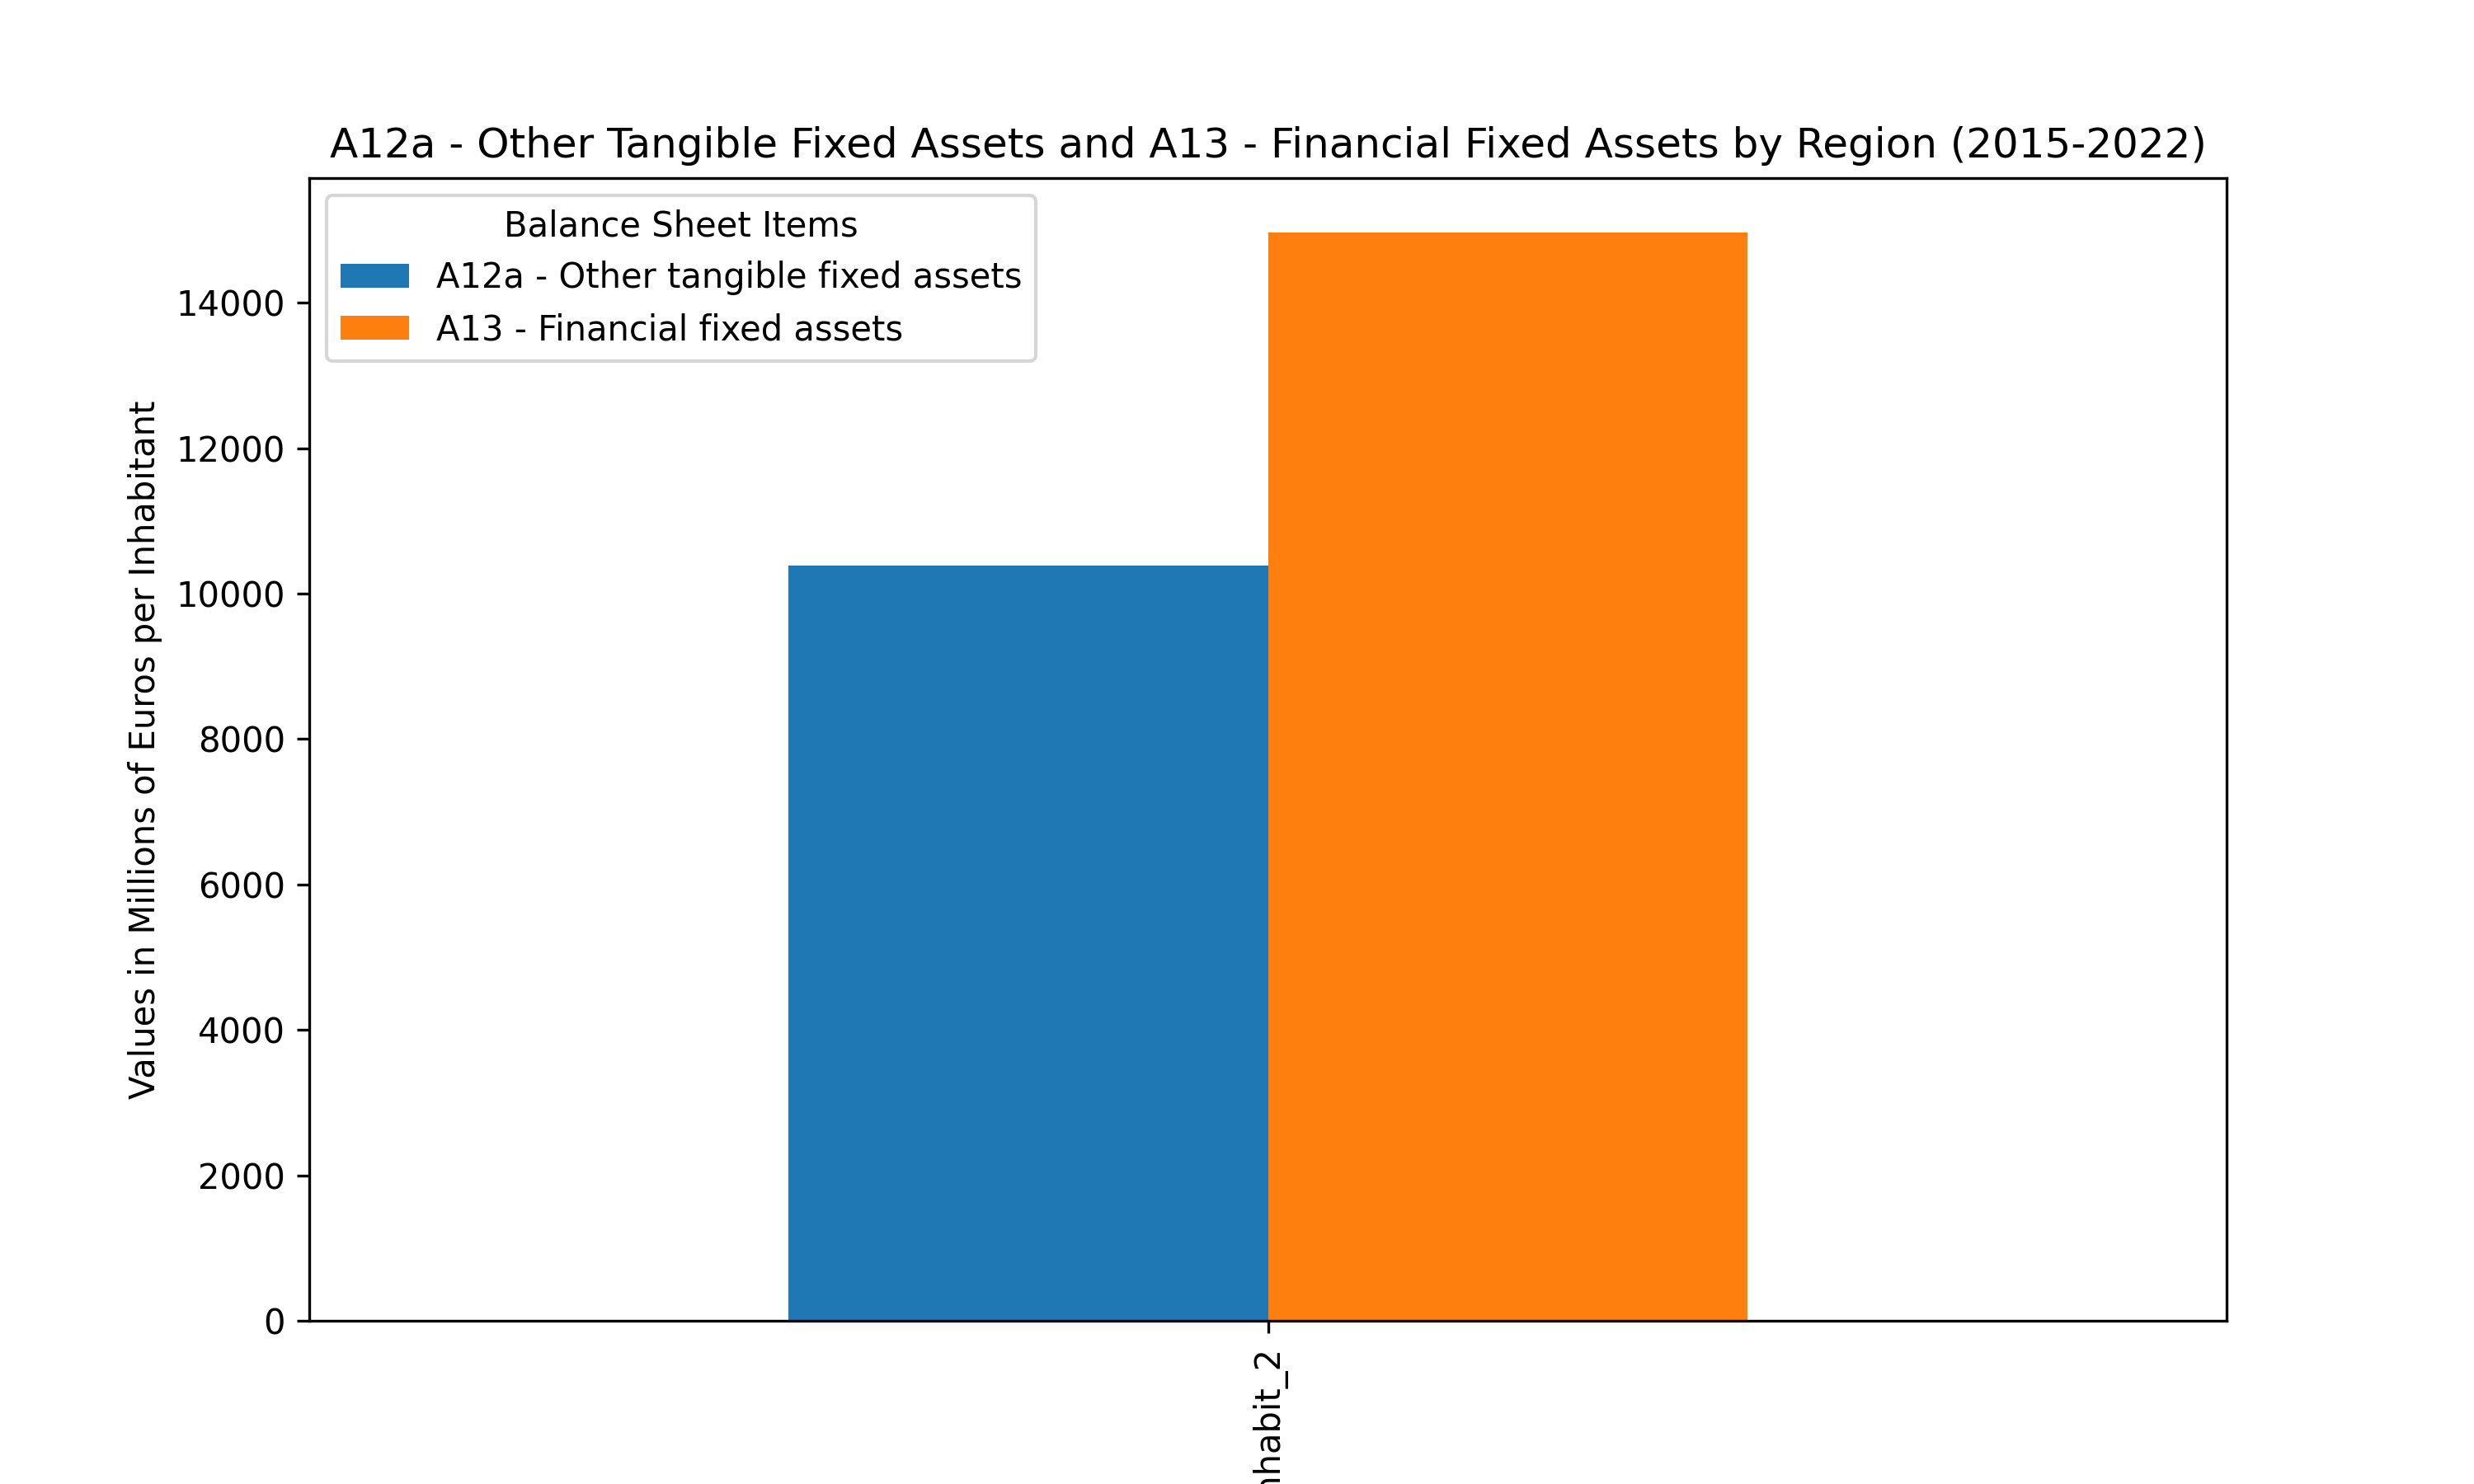 A12a - Other Tangible Fixed Assets and A13 - Financial Fixed Assets by Region (2015-2022)
Balance Sheet Items
A12a - Other tangible fixed assets
A13 - Financial fixed assets
Values in Millions of Euros per Inhabitant
14000
12000
10000
8000
6000
4000
2000
0
habit_2